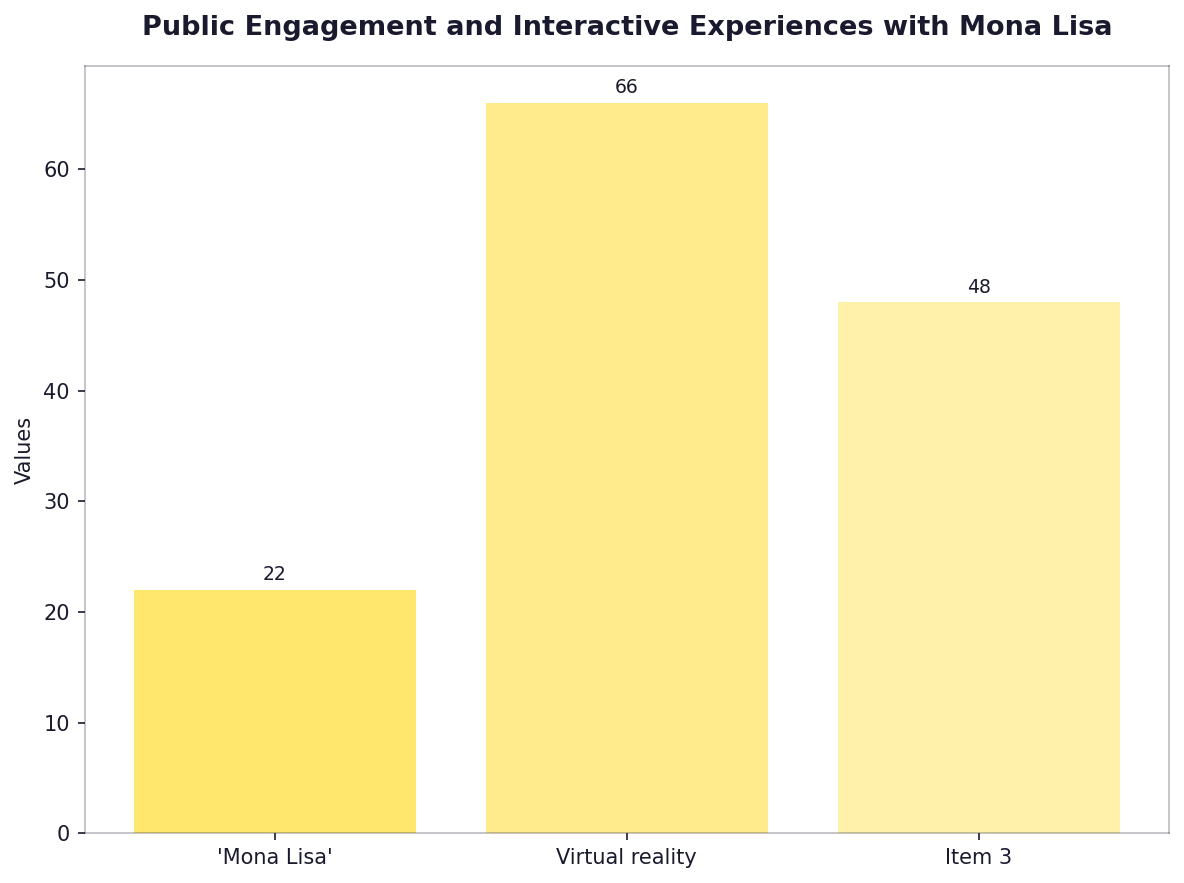 Public Engagement and Interactive Experiences with Mona Lisa
66
60
50
48
40
Values
30
22
20
10
0
'Mona Lisa'
Virtual reality
Item 3